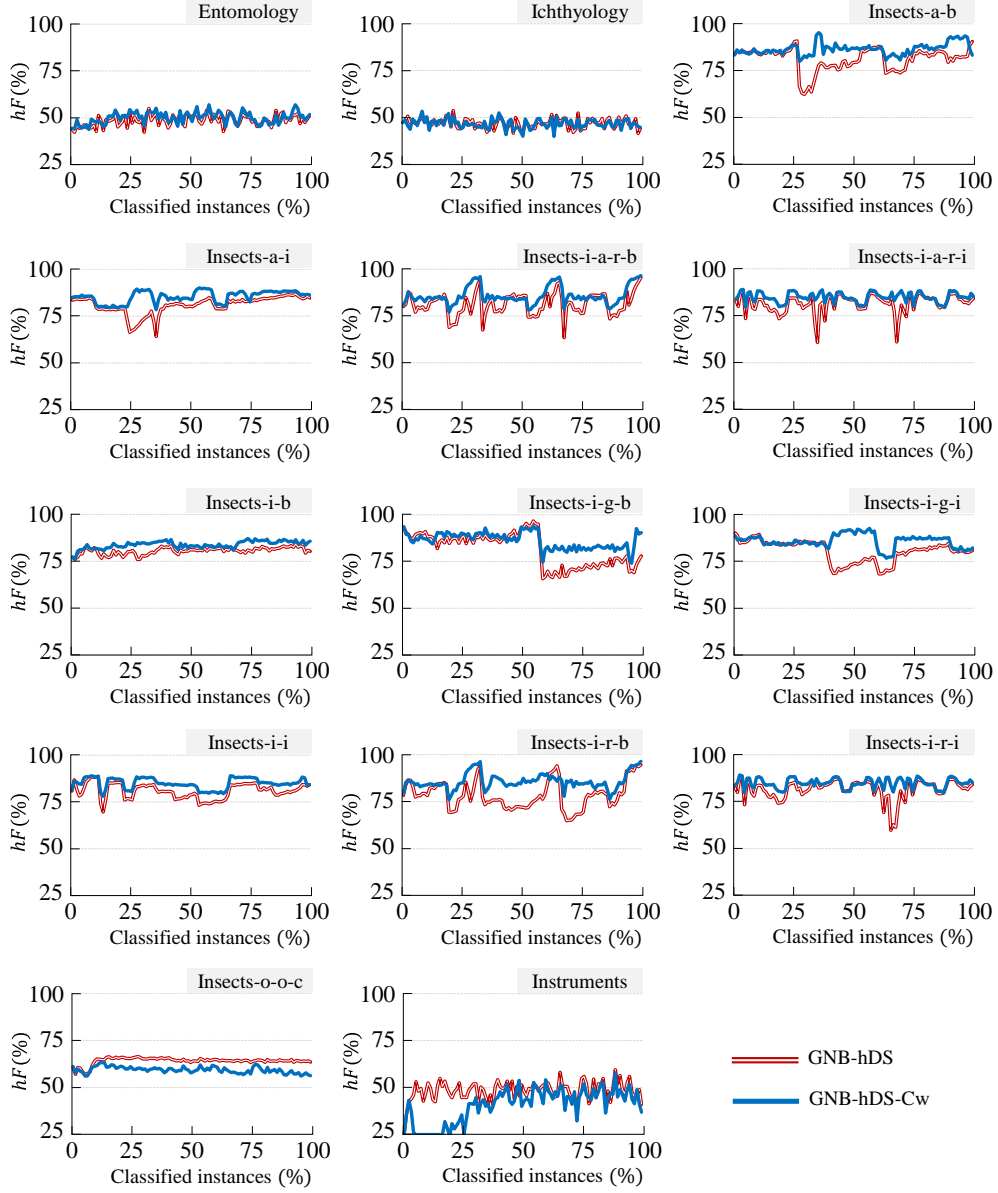 Entomology
100
75
50
25
hF (%)
0 25 50 75 100
Classified instances (%)
Ichthyology
100
75
50
25
hF (%)
0 25 50 75 100
Classified instances (%)
Insects-a-b
100
75
50
25
hF (%)
0 25 50 75 100
Classified instances (%)
Insects-a-i
100
75
50
25
hF (%)
0 25 50 75 100
Classified instances (%)
Insects-i-a-r-b
100
75
50
25
hF (%)
0 25 50 75 100
Classified instances (%)
Insects-i-a-r-i
100
75
50
25
hF (%)
0 25 50 75 100
Classified instances (%)
Insects-i-b
100
75
50
25
hF (%)
0 25 50 75 100
Classified instances (%)
Insects-i-g-b
100
75
50
25
hF (%)
0 25 50 75 100
Classified instances (%)
Insects-i-g-i
100
75
50
25
hF (%)
0 25 50 75 100
Classified instances (%)
Insects-i-i
100
75
50
25
hF (%)
0 25 50 75 100
Classified instances (%)
Insects-i-r-b
100
75
50
25
hF (%)
0 25 50 75 100
Classified instances (%)
Insects-i-r-i
100
75
50
25
hF (%)
0 25 50 75 100
Classified instances (%)
Insects-o-o-c
100
75
50
25
hF (%)
0 25 50 75 100
Classified instances (%)
Instruments
100
75
50
25
hF (%)
0 25 50 75 100
Classified instances (%)
GNB-hDS
GNB-hDS-Cw